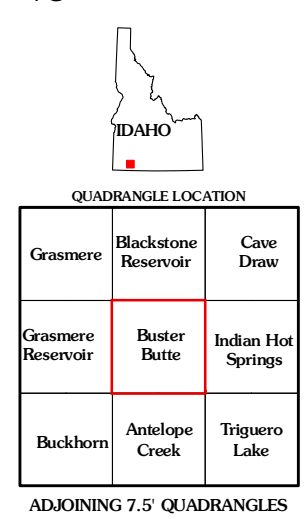 IDAHO
QUADRANGLE LOCATION
Grasmere
Blackstone
Reservoir
Cave
Draw
Grasmere
Reservoir
Buster
Butte
Indian Hot
Springs
Buckhorn
Antelope
Creek
Triguero
Lake
ADJOINING 7.5' QUADRANGLES